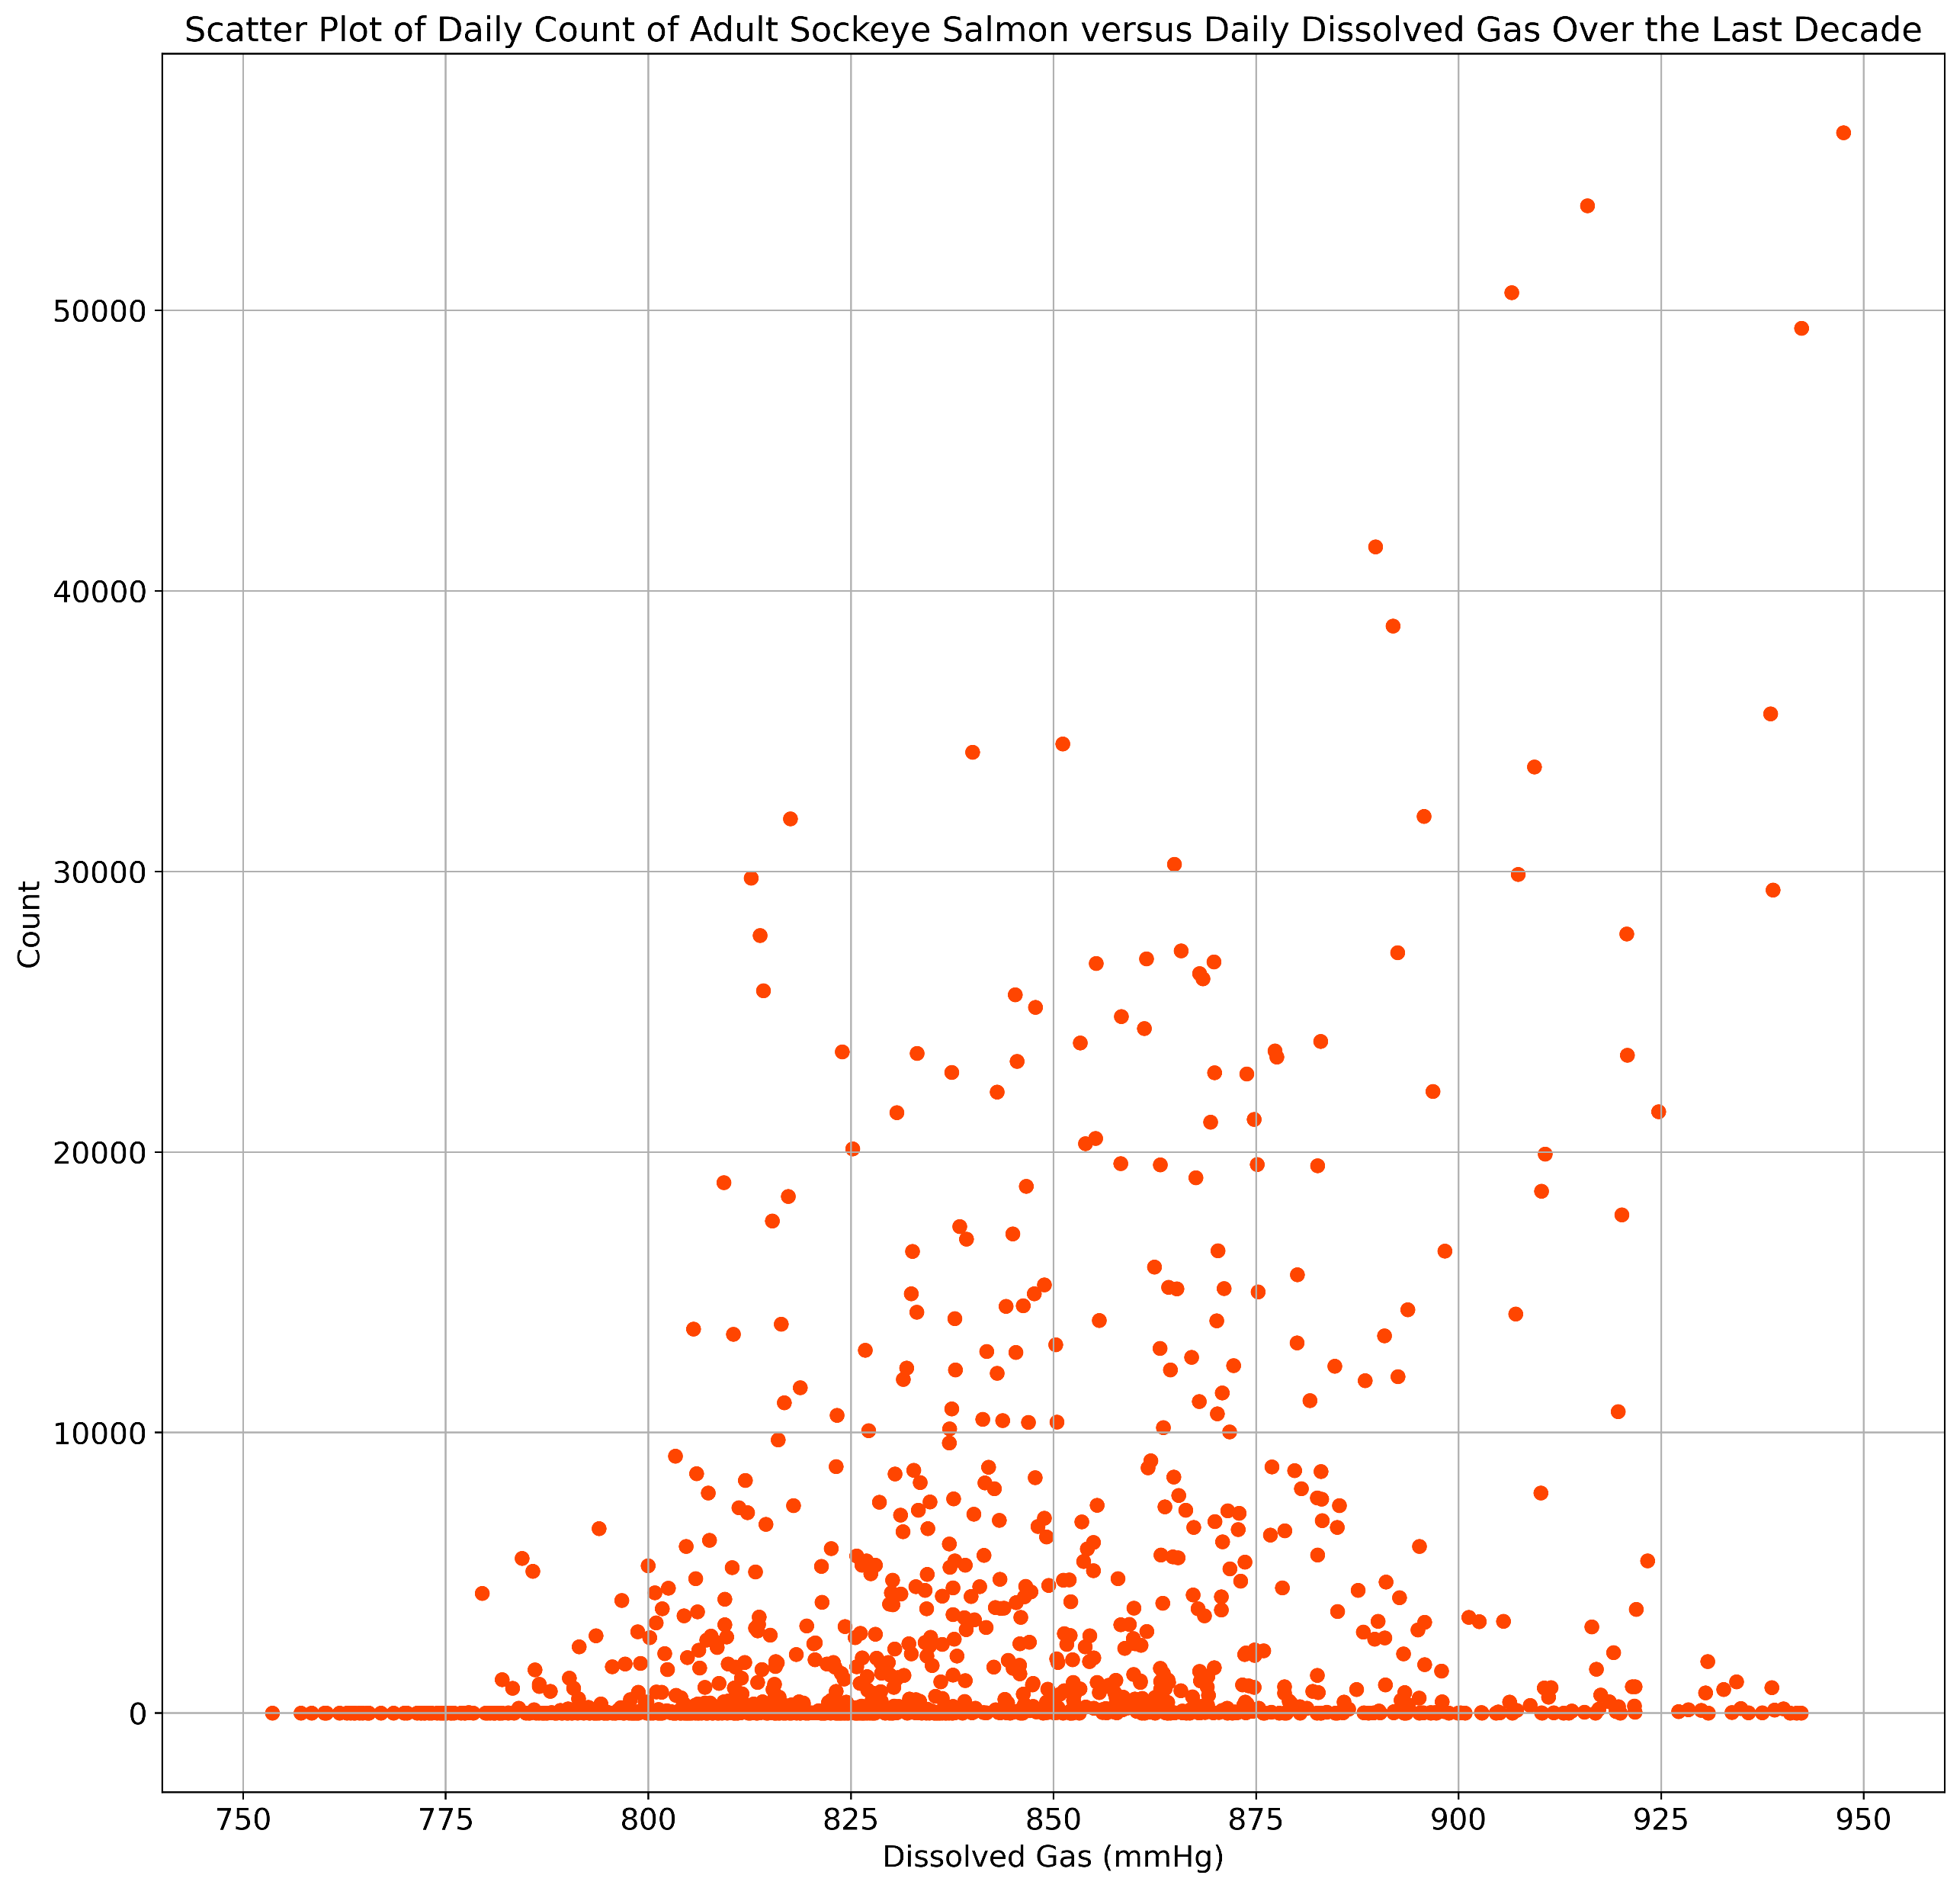 Scatter Plot of Daily Count of Adult Sockeye Salmon versus Daily Dissolved Gas Over the Last Decade
50000
40000
30000
20000
10000
0
Count
750 775 800 825 850 875 900 925 950
Dissolved Gas (mmHg)